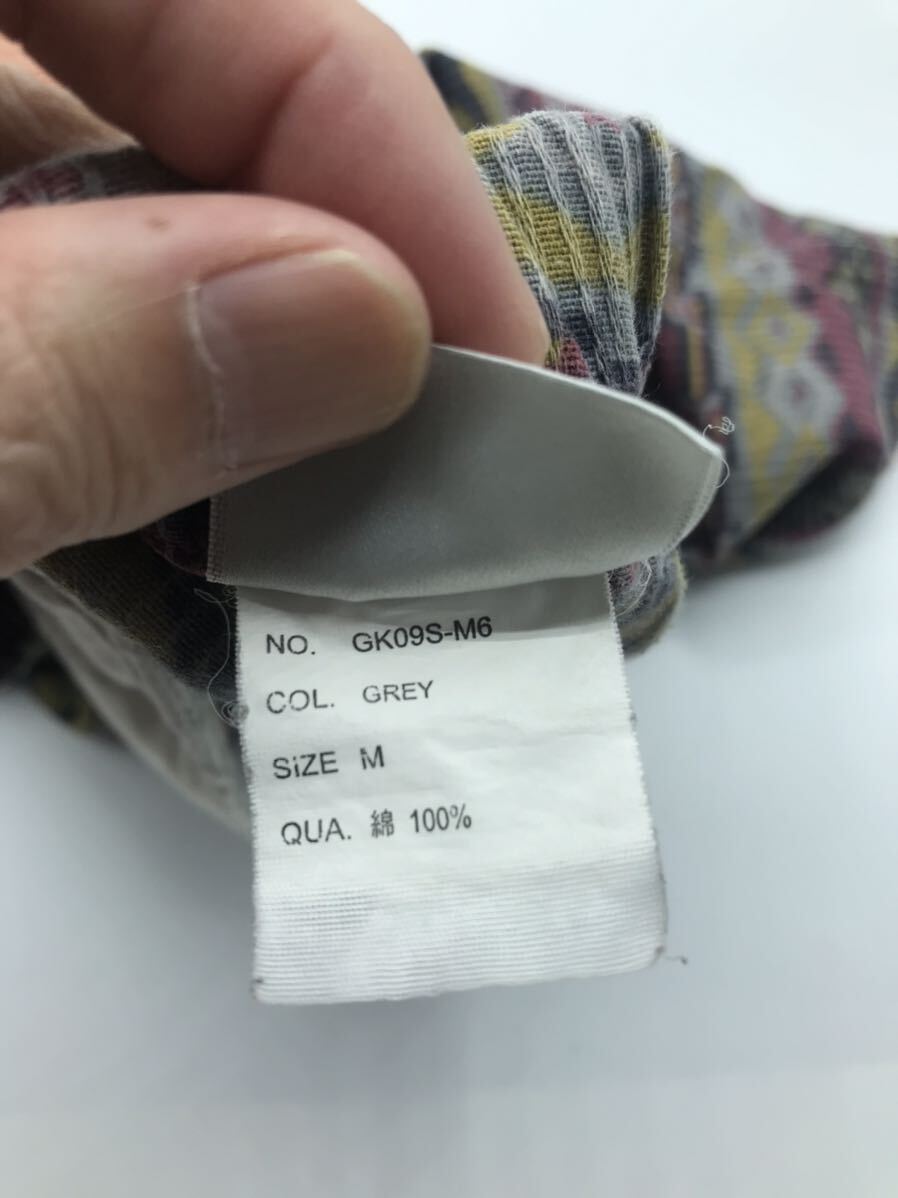 NO. GK09S-M6
COL. GREY
SiZE M
QUA. 綿 100%